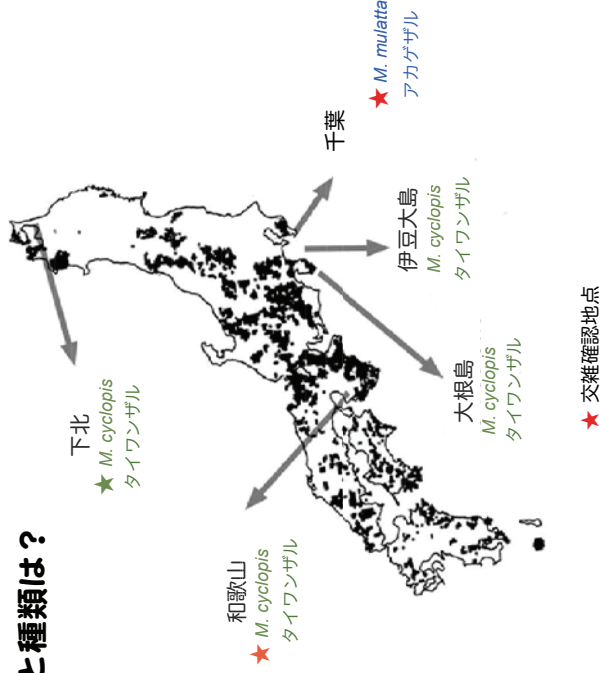 と種類は？
下北
★ M. cyclopis
タイワンザル
和歌山
★ M. cyclopis
タイワンザル
千葉
★ M. mulatta
アカゲザル
伊豆大島
M. cyclopis
タイワンザル
大根島
M. cyclopis
タイワンザル
★ 交雑確認地点